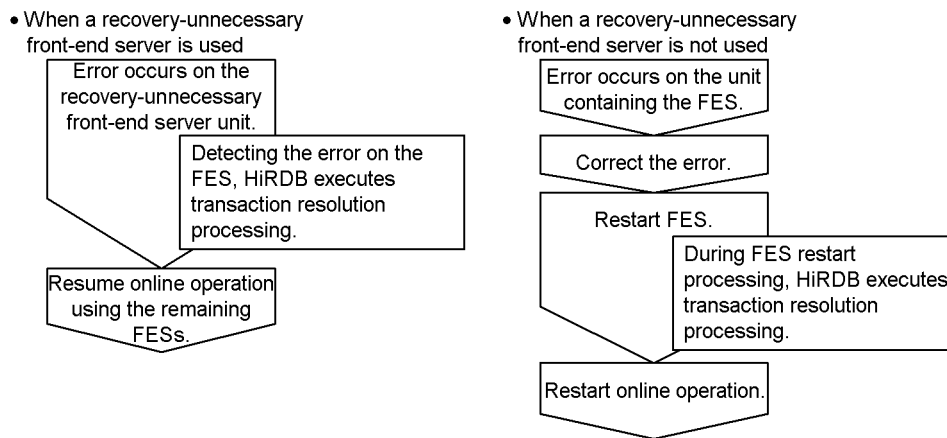 • When a recovery-unnecessary
front-end server is used
Error occurs on the
recovery-unnecessary
front-end server unit.
Detecting the error on the
FES, HiRDB executes
transaction resolution
processing.
Resume online operation
using the remaining
FESs.
• When a recovery-unnecessary
front-end server is not used
Error occurs on the unit
containing the FES.
Correct the error.
Restart FES.
During FES restart
processing, HiRDB executes
transaction resolution
processing.
Restart online operation.